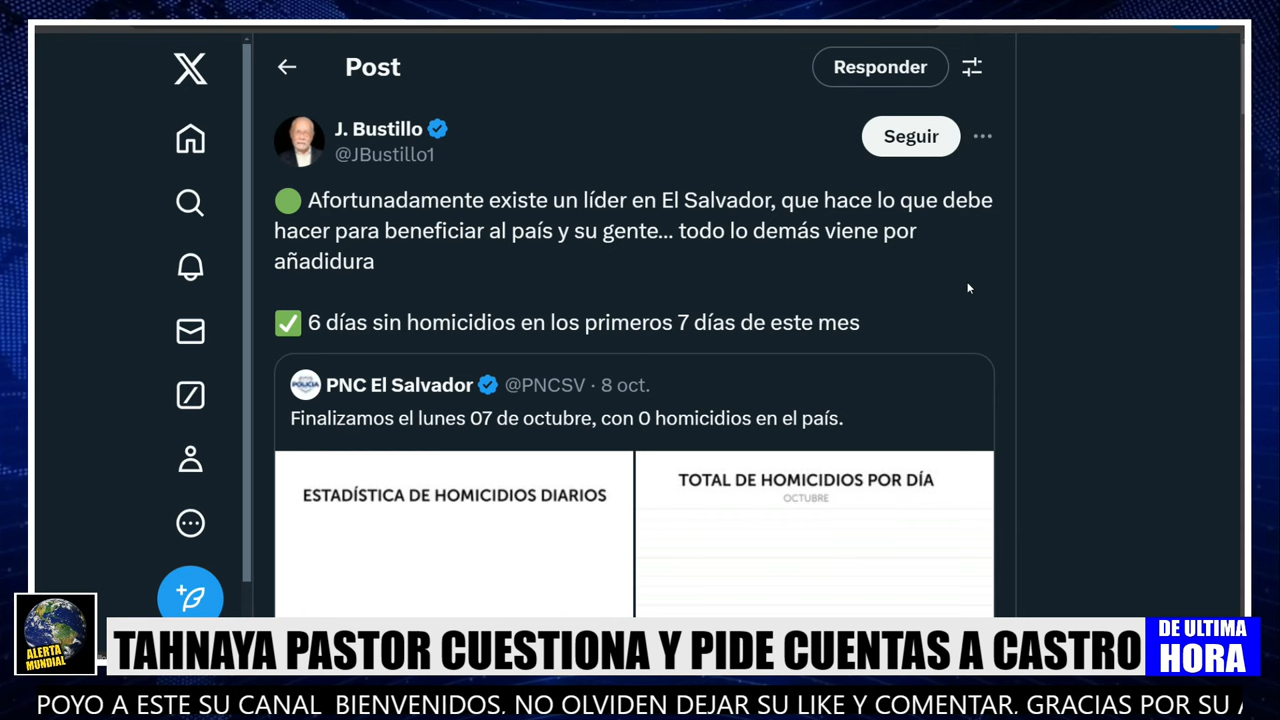 Post
Responder
J. Bustillo
@JBustillo1
Seguir
🟢 Afortunadamente existe un líder en El Salvador, que hace lo que debe
hacer para beneficiar al país y su gente... todo lo demás viene por
añadidura
✅ 6 días sin homicidios en los primeros 7 días de este mes
POLICIA
PNC El Salvador @PNCSV · 8 oct.
Finalizamos el lunes 07 de octubre, con 0 homicidios en el país.
ESTADÍSTICA DE HOMICIDIOS DIARIOS
TOTAL DE HOMICIDIOS POR DÍA
OCTUBRE
ALERTA
MUNDIAL
TAHNAYA PASTOR CUESTIONA Y PIDE CUENTAS A CASTRO
DE ULTIMA
HORA
POYO A ESTE SU CANAL BIENVENIDOS. NO OLVIDEN DEJAR SU LIKE Y COMENTAR. GRACIAS POR SU